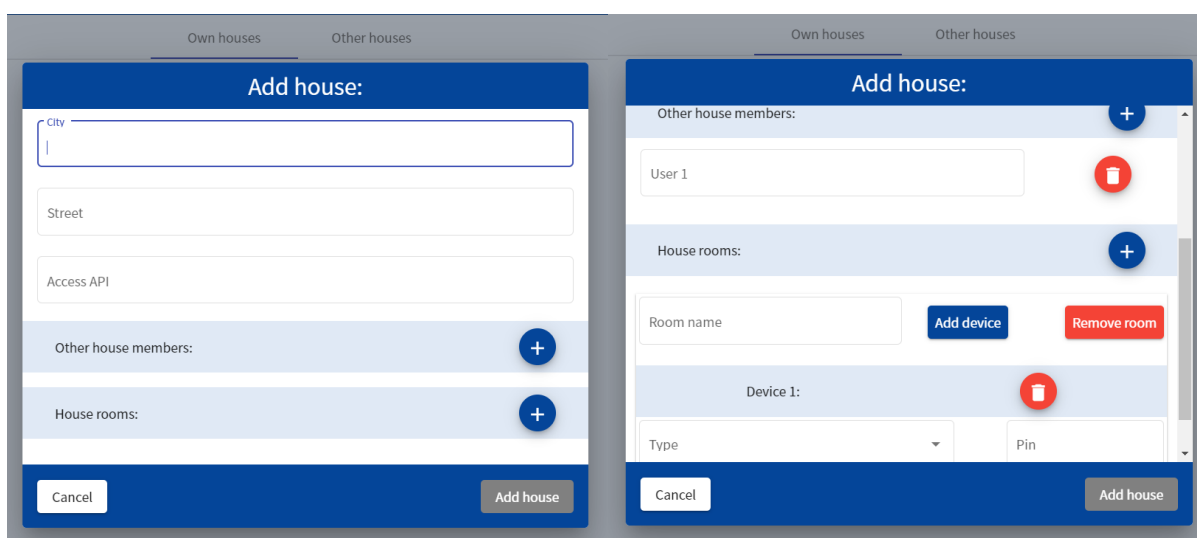 Own houses Other houses
Add house:
City
Street
Access API
Other house members:
+
House rooms:
+
Cancel Add house
Own houses Other houses
Add house:
Other house members:
+
User 1
House rooms:
+
Room name Add device Remove room
Device 1:
Type Pin
Cancel Add house